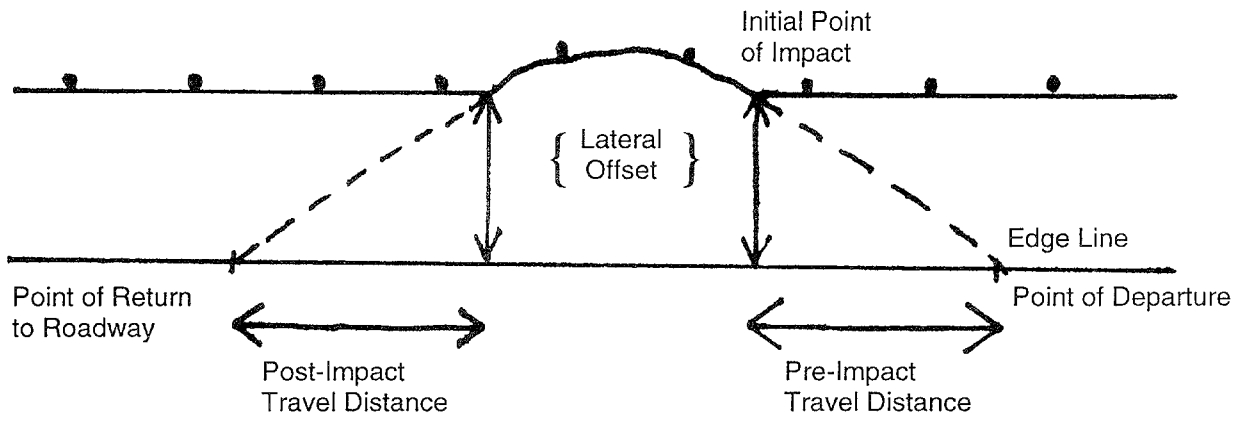 Initial Point
of Impact
{ Lateral
Offset }
Edge Line
Point of Return
to Roadway
Point of Departure
Post-Impact
Travel Distance
Pre-Impact
Travel Distance